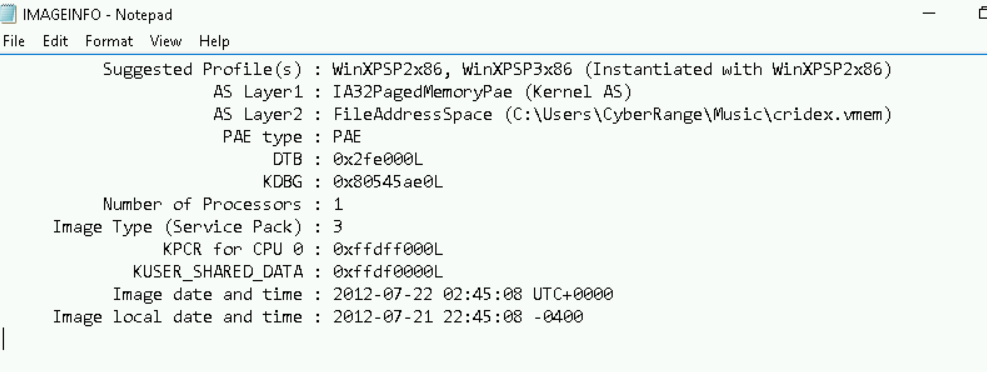 IMAGEINFO - Notepad
File Edit Format View Help
Suggested Profile(s) : WinXPSP2x86, WinXPSP3x86 (Instantiated with WinXPSP2x86)
AS Layer1 : IA32PagedMemoryPae (Kernel AS)
AS Layer2 : FileAddressSpace (C:\Users\CyberRange\Music\cridex.vmem)
PAE type : PAE
DTB : 0x2fe000L
KDBG : 0x80545ae0L
Number of Processors : 1
Image Type (Service Pack) : 3
KPCR for CPU 0 : 0xffdff000L
KUSER_SHARED_DATA : 0xffdf0000L
Image date and time : 2012-07-22 02:45:08 UTC+0000
Image local date and time : 2012-07-21 22:45:08 -0400